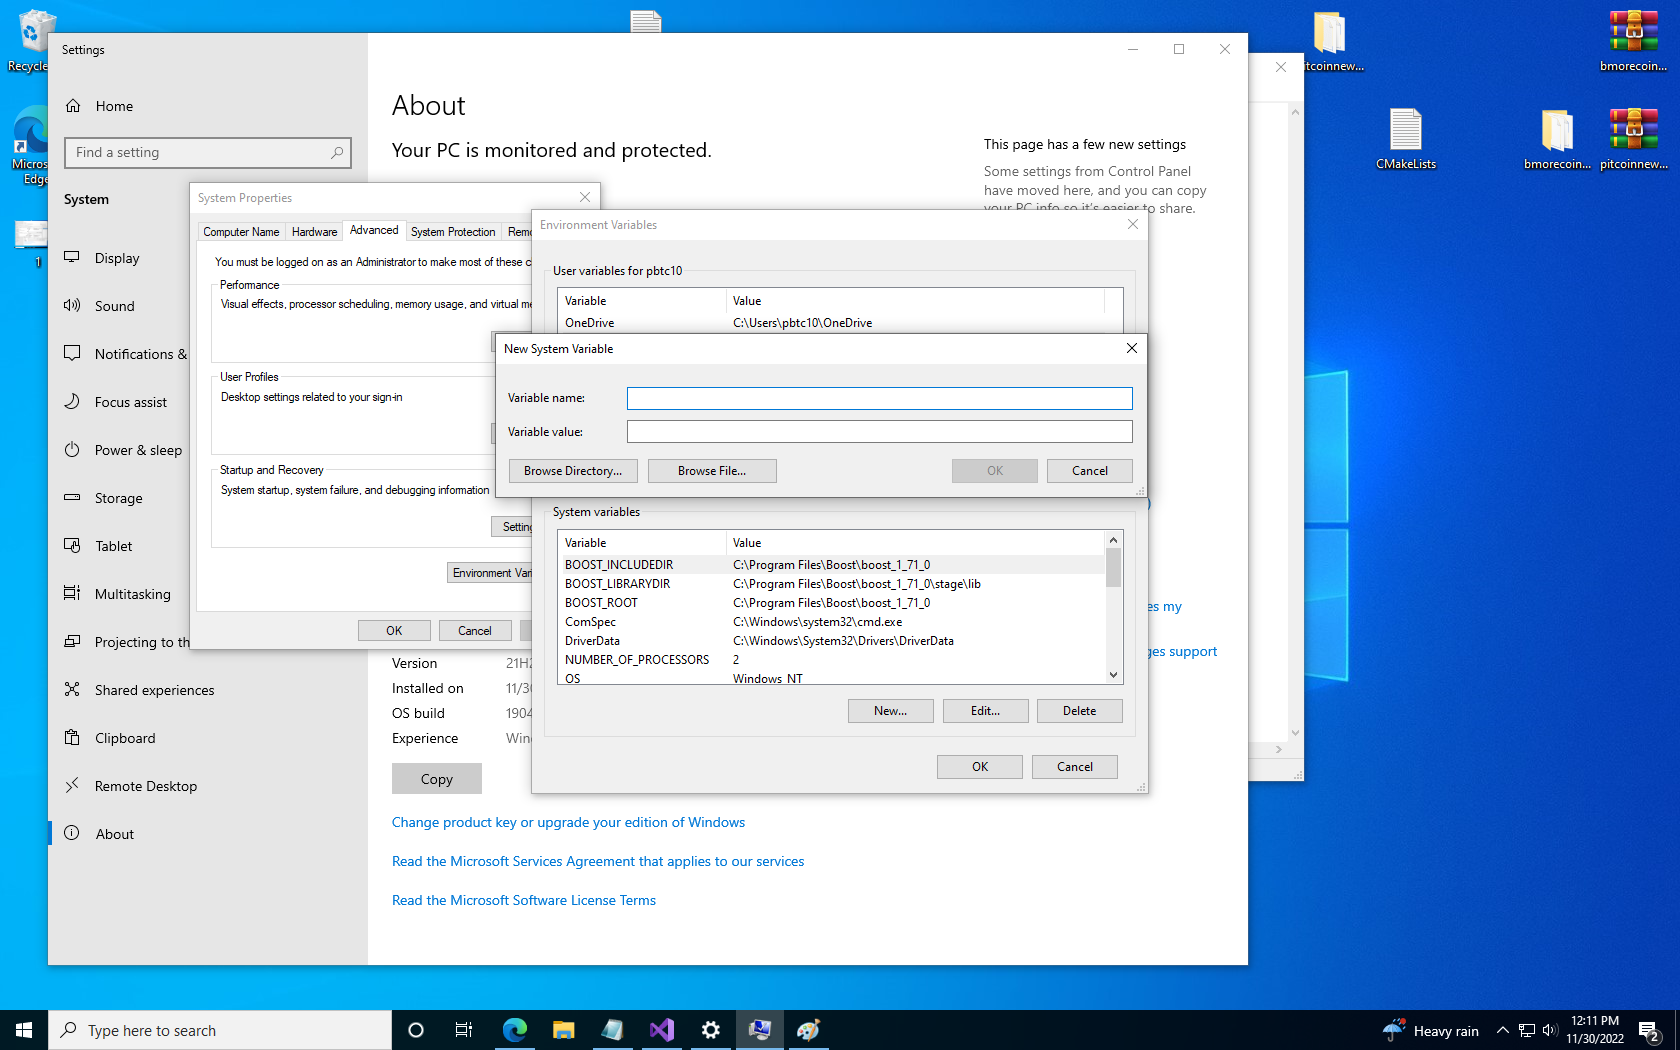 Recycle
Microso
Edge
1
itcoinnew...
bmorecoin...
CMakeLists
bmorecoin...
pitcoinnew...
Settings
Home
Find a setting
System
Display
Sound
Notifications &
Focus assist
Power & sleep
Storage
Tablet
Multitasking
Projecting to th
Shared experiences
Clipboard
Remote Desktop
About
About
Your PC is monitored and protected.
This page has a few new settings
Some settings from Control Panel
have moved here, and you can copy
your PC info so it's easier to share.
es my
ges support
Version 21H2
Installed on 11/30
OS build 1904
Experience Win
Copy
Change product key or upgrade your edition of Windows
Read the Microsoft Services Agreement that applies to our services
Read the Microsoft Software License Terms
System Properties
Computer Name Hardware Advanced System Protection Remo
You must be logged on as an Administrator to make most of these c
Performance
Visual effects, processor scheduling, memory usage, and virtual me
User Profiles
Desktop settings related to your sign-in
Startup and Recovery
System startup, system failure, and debugging information
Setting
Environment Vari
OK Cancel
Environment Variables
User variables for pbtc10
Variable Value
OneDrive C:\Users\pbtc10\OneDrive
New System Variable
Variable name:
Variable value:
Browse Directory... Browse File... OK Cancel
System variables
Variable Value
BOOST_INCLUDEDIR C:\Program Files\Boost\boost_1_71_0
BOOST_LIBRARYDIR C:\Program Files\Boost\boost_1_71_0\stage\lib
BOOST_ROOT C:\Program Files\Boost\boost_1_71_0
ComSpec C:\Windows\system32\cmd.exe
DriverData C:\Windows\System32\Drivers\DriverData
NUMBER_OF_PROCESSORS 2
OS Windows_NT
New... Edit... Delete
OK Cancel
Type here to search
Heavy rain
12:11 PM
11/30/2022
2